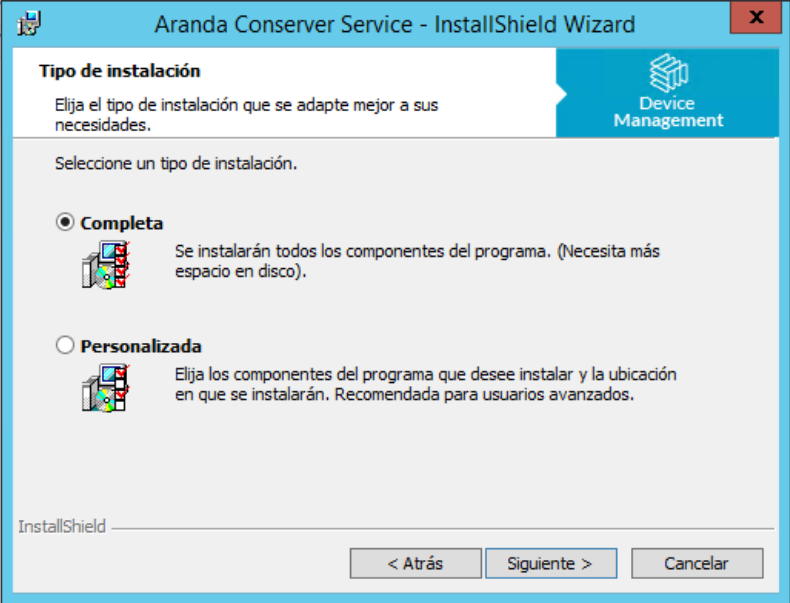 Aranda Conserver Service - InstallShield Wizard
x
Tipo de instalación
Elija el tipo de instalación que se adapte mejor a sus
necesidades.
Device
Management
Seleccione un tipo de instalación.
Completa
Se instalarán todos los componentes del programa. (Necesita más
espacio en disco).
Personalizada
Elija los componentes del programa que desee instalar y la ubicación
en que se instalarán. Recomendada para usuarios avanzados.
InstallShield
< Atrás
Siguiente >
Cancelar